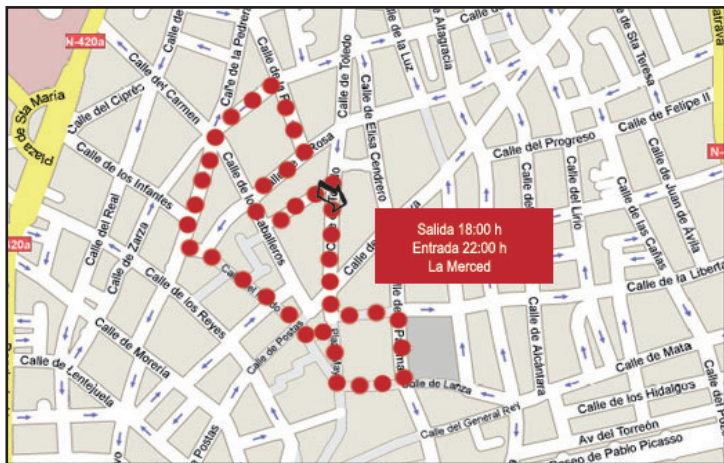 N-420a
Calle de la Pedrera
Calle de la
Calle de Toledo
Calle de la Luz
Altagracia
Calle de Sta Teresa
atrava
Plaza de Sta Maria
Calle del Ciprés
Calle del Carmen
Calle de Elisa Cendrero
Rosa
Calle del Progreso
Calle de Felipe II
N-
Calle de los Infantes
Calle del Real
Calle de Zarza
Calle de los Caballeros
Calle del Lirio
Calle de las Cañas
Calle de Juan de Ávila
420a
Salida 18:00 h
Entrada 22:00 h
La Merced
Calle de los Reyes
Calle de la Liberta
Calle de Morería
Calle de Postas
Calle de Alcántara
Calle de Mata
Calle de Lentejuela
Calle de Lanza
Calle de los Hidalgos
Postas
Calle del General Rey
Av del Torreón
Paseo de Pablo Picasso